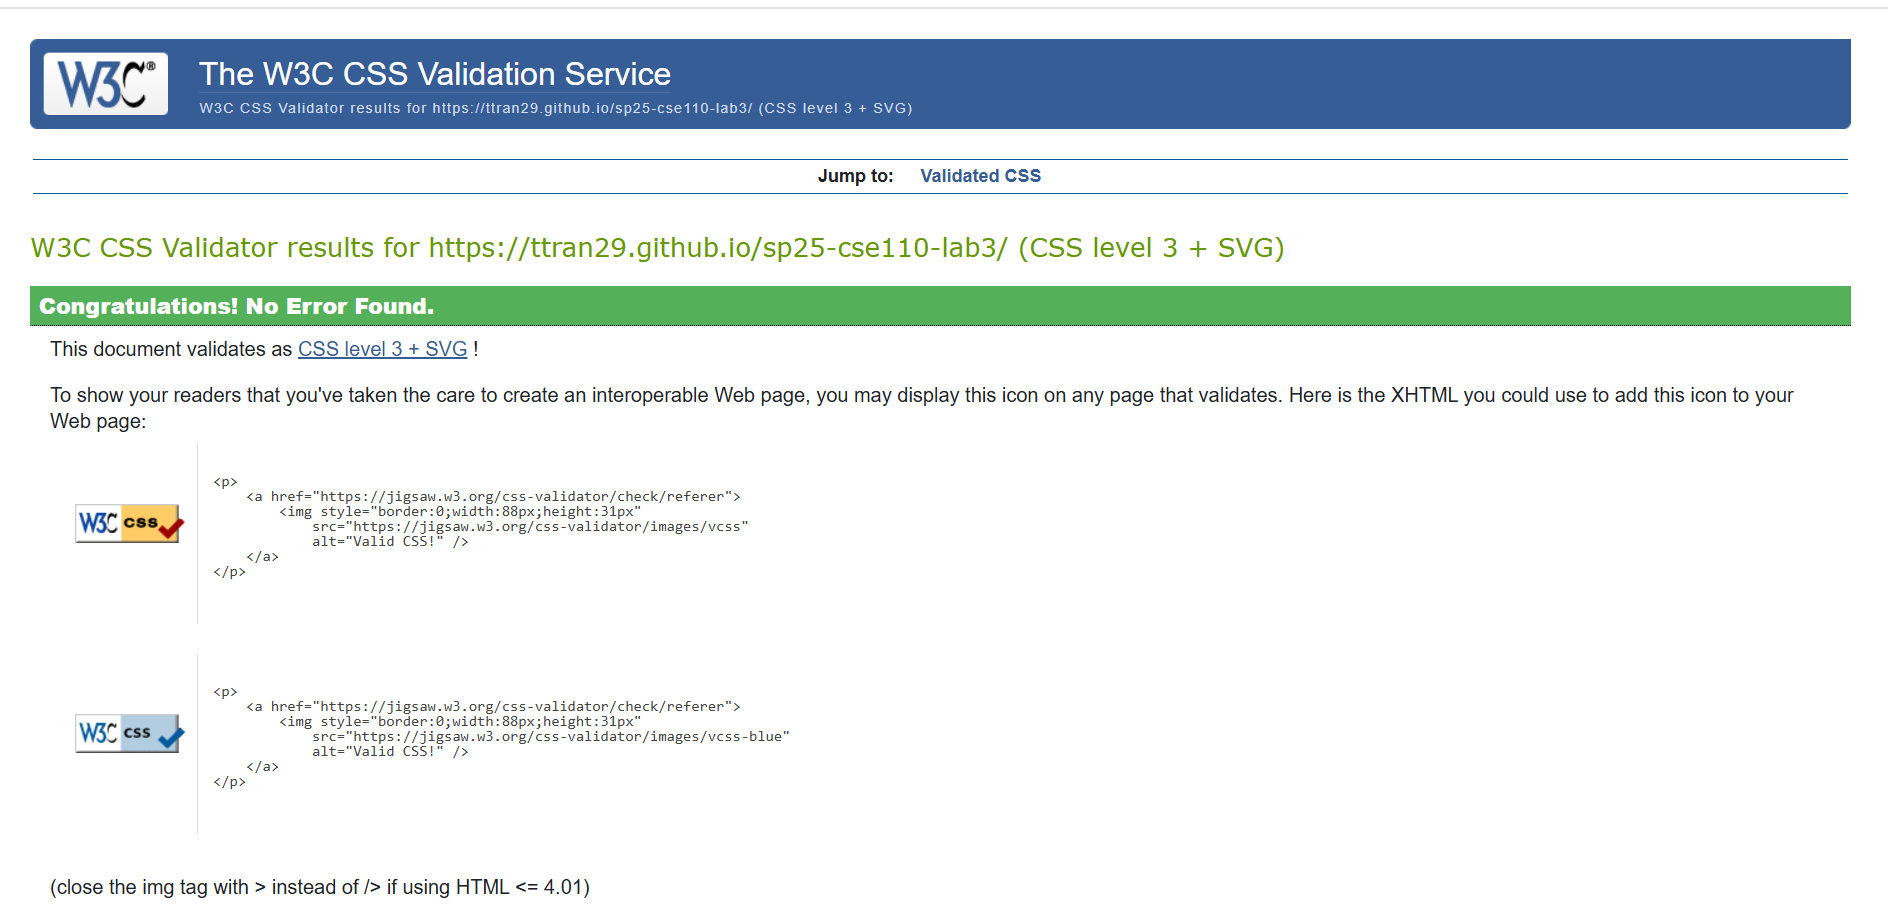 W3C®
The W3C CSS Validation Service
W3C CSS Validator results for https://ttran29.github.io/sp25-cse110-lab3/ (CSS level 3 + SVG)
Jump to: Validated CSS
W3C CSS Validator results for https://ttran29.github.io/sp25-cse110-lab3/ (CSS level 3 + SVG)
Congratulations! No Error Found.
This document validates as CSS level 3 + SVG !
To show your readers that you've taken the care to create an interoperable Web page, you may display this icon on any page that validates. Here is the XHTML you could use to add this icon to your
Web page:
W3C css
<p>
    <a href="https://jigsaw.w3.org/css-validator/check/referer">
        <img style="border:0;width:88px;height:31px"
            src="https://jigsaw.w3.org/css-validator/images/vcss"
            alt="Valid CSS!" />
    </a>
</p>
W3C css
<p>
    <a href="https://jigsaw.w3.org/css-validator/check/referer">
        <img style="border:0;width:88px;height:31px"
            src="https://jigsaw.w3.org/css-validator/images/vcss-blue"
            alt="Valid CSS!" />
    </a>
</p>
(close the img tag with > instead of /> if using HTML <= 4.01)